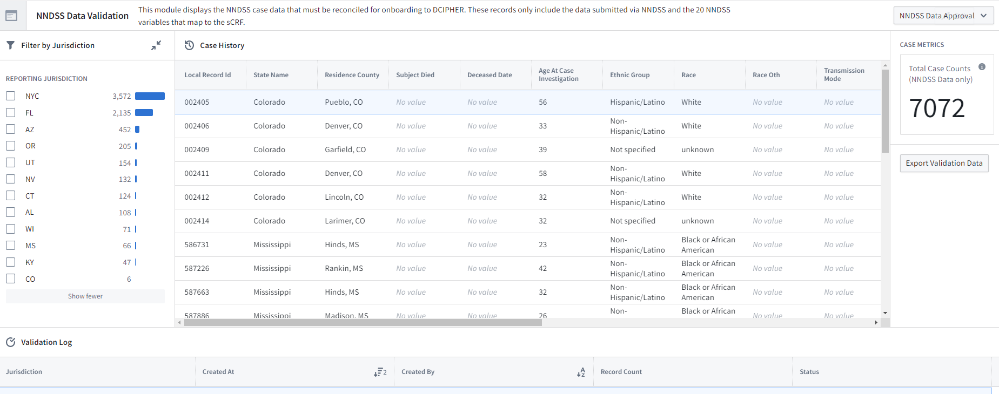 NNDSS Data Validation
This module displays the NNDSS case data that must be reconciled for onboarding to DCIPHER. These records only include the data submitted via NNDSS and the 20 NNDSS
variables that map to the sCRF.
NNDSS Data Approval
Filter by Jurisdiction
REPORTING JURISDICTION
NYC 3,572
FL 2,135
AZ 452
OR 205
UT 154
NV 132
CT 124
AL 108
WI 71
MS 66
KY 47
CO 6
Show fewer
Case History
Local Record Id State Name Residence County Subject Died Deceased Date Age At Case Investigation Ethnic Group Race Race Oth Transmission Mode
002405 Colorado Pueblo, CO No value No value 56 Hispanic/Latino White No value No value
002406 Colorado Denver, CO No value No value 33 Non-Hispanic/Latino White No value No value
002409 Colorado Garfield, CO No value No value 39 Not specified unknown No value No value
002411 Colorado Denver, CO No value No value 58 Non-Hispanic/Latino White No value No value
002412 Colorado Lincoln, CO No value No value 32 Non-Hispanic/Latino White No value No value
002414 Colorado Larimer, CO No value No value 32 Not specified unknown No value No value
586731 Mississippi Hinds, MS No value No value 23 Non-Hispanic/Latino Black or African American No value No value
587226 Mississippi Rankin, MS No value No value 42 Non-Hispanic/Latino Black or African American No value No value
587663 Mississippi Hinds, MS No value No value 32 Non-Hispanic/Latino Black or African American No value No value
587886 Mississippi Madison, MS No value No value 26 Non- Black or African No value No value
CASE METRICS
Total Case Counts
(NNDSS Data only)
7072
Export Validation Data
Validation Log
Jurisdiction Created At 2 Created By Record Count Status